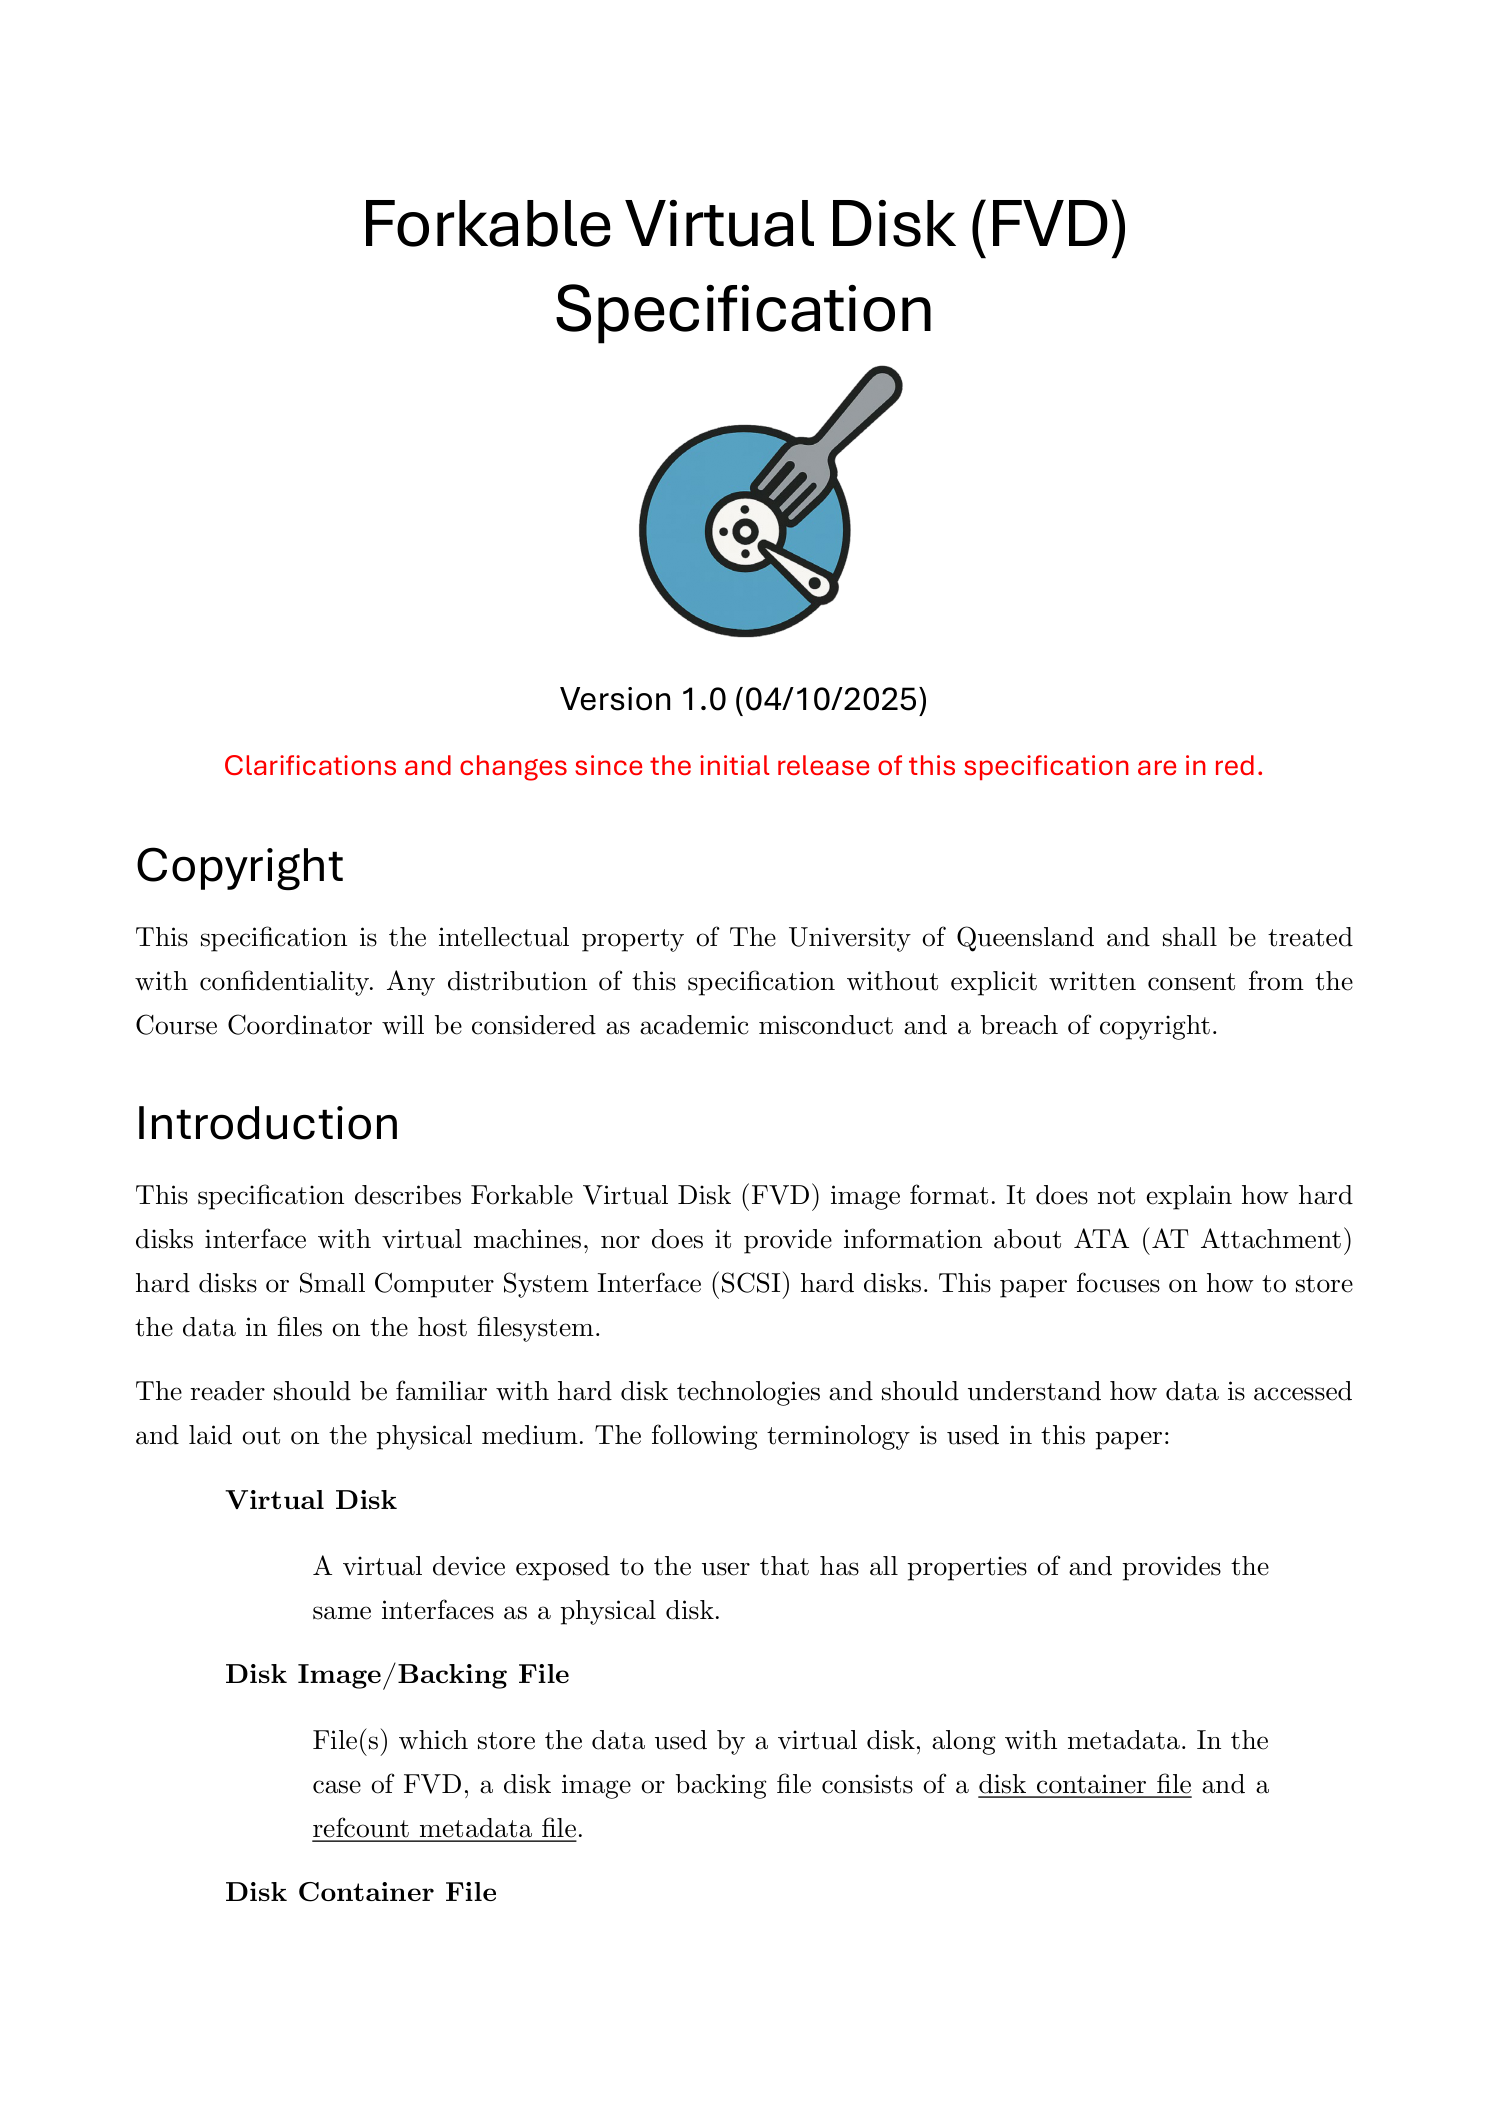 Forkable Virtual Disk (FVD)
Specification
Version 1.0 (04/10/2025)
Clarifications and changes since the initial release of this specification are in red.
Copyright
This specification is the intellectual property of The University of Queensland and shall be treated
with confidentiality. Any distribution of this specification without explicit written consent from the
Course Coordinator will be considered as academic misconduct and a breach of copyright.
Introduction
This specification describes Forkable Virtual Disk (FVD) image format. It does not explain how hard
disks interface with virtual machines, nor does it provide information about ATA (AT Attachment)
hard disks or Small Computer System Interface (SCSI) hard disks. This paper focuses on how to store
the data in files on the host filesystem.
The reader should be familiar with hard disk technologies and should understand how data is accessed
and laid out on the physical medium. The following terminology is used in this paper:
Virtual Disk
A virtual device exposed to the user that has all properties of and provides the
same interfaces as a physical disk.
Disk Image/Backing File
File(s) which store the data used by a virtual disk, along with metadata. In the
case of FVD, a disk image or backing file consists of a disk container file and a
refcount metadata file.
Disk Container File